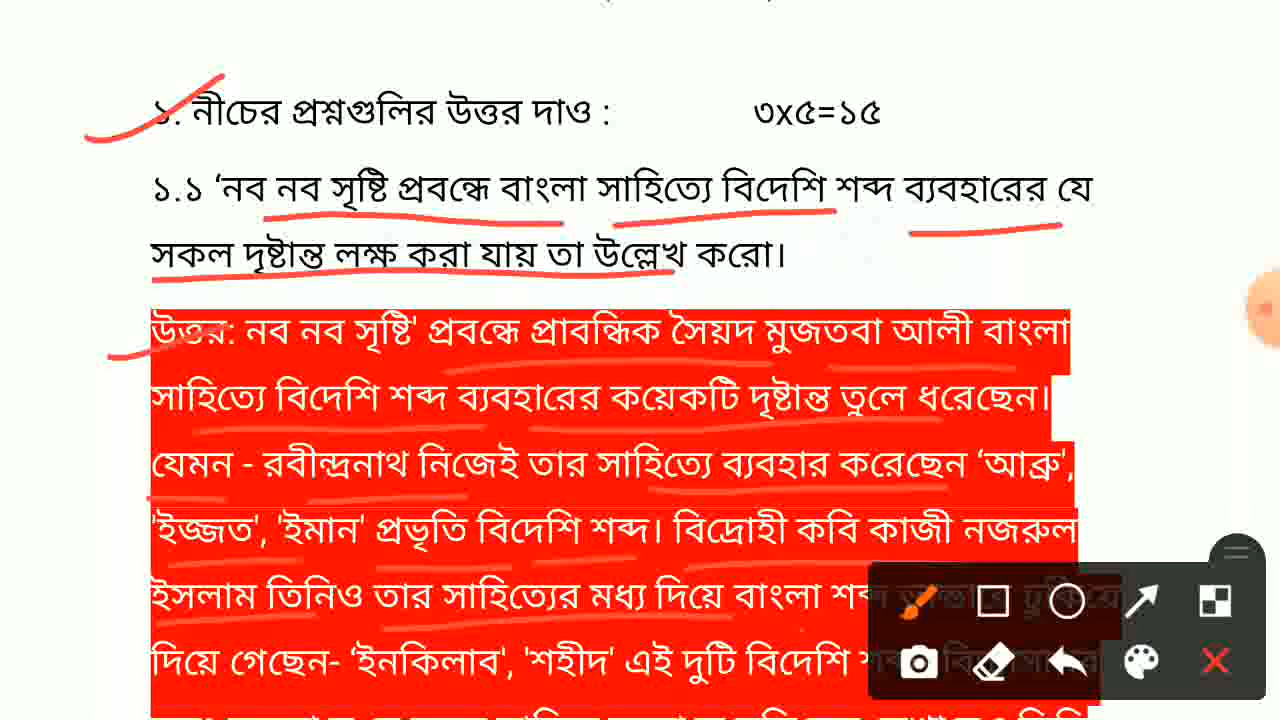 ১. নীচের প্রশ্নগুলির উত্তর দাও : ৩x৫=১৫
১.১ ‘নব নব সৃষ্টি প্রবন্ধে বাংলা সাহিত্যে বিদেশি শব্দ ব্যবহারের যে
সকল দৃষ্টান্ত লক্ষ করা যায় তা উল্লেখ করো।
উত্তর: নব নব সৃষ্টি' প্রবন্ধে প্রাবন্ধিক সৈয়দ মুজতবা আলী বাংলা
সাহিত্যে বিদেশি শব্দ ব্যবহারের কয়েকটি দৃষ্টান্ত তুলে ধরেছেন।
যেমন - রবীন্দ্রনাথ নিজেই তার সাহিত্যে ব্যবহার করেছেন ‘আব্রু',
'ইজ্জত', 'ইমান' প্রভৃতি বিদেশি শব্দ। বিদ্রোহী কবি কাজী নজরুল
ইসলাম তিনিও তার সাহিত্যের মধ্য দিয়ে বাংলা শব্দ
দিয়ে গেছেন- ‘ইনকিলাব', 'শহীদ' এই দুটি বিদেশি